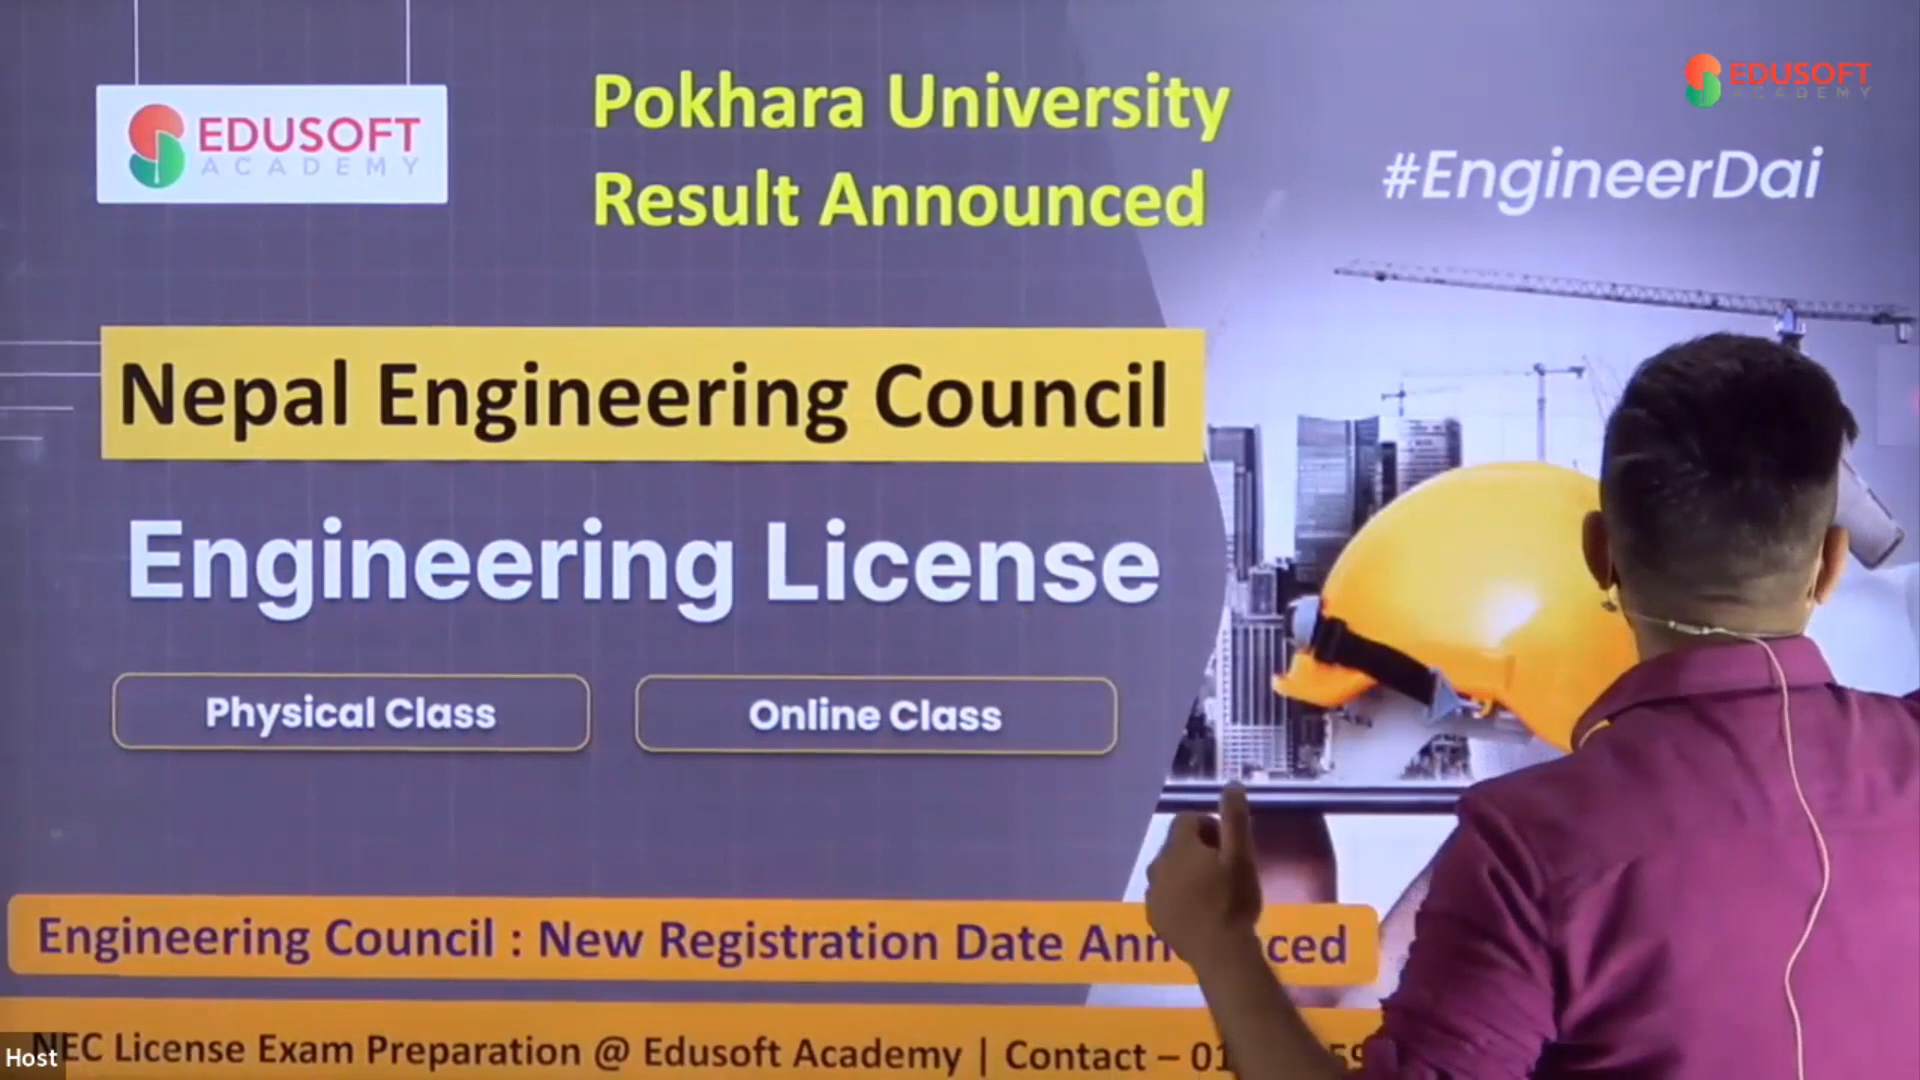 EDUSOFT
ACADEMY
Pokhara University
Result Announced
EDUSOFT
ACADEMY
#EngineerDai
Nepal Engineering Council
Engineering License
Physical Class
Online Class
Engineering Council : New Registration Date
NEC License Exam Preparation @ Edusoft Academy | Contact –
Host